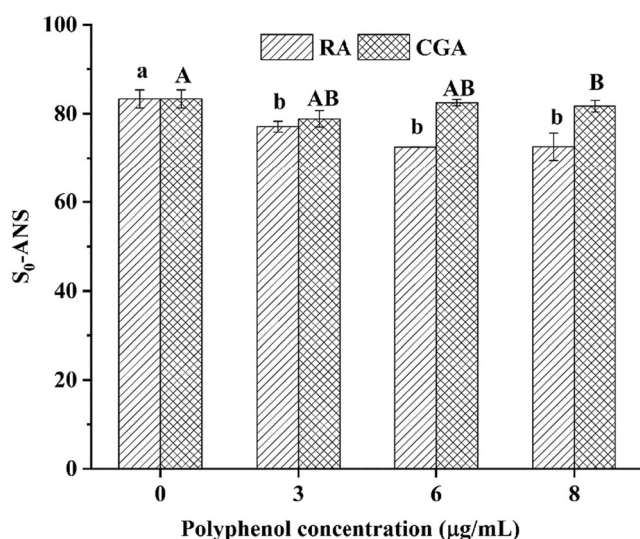 100
80
60
40
20
0
S₀-ANS
RA CGA
a A
b AB
b AB
b B
0 3 6 8
Polyphenol concentration (μg/mL)